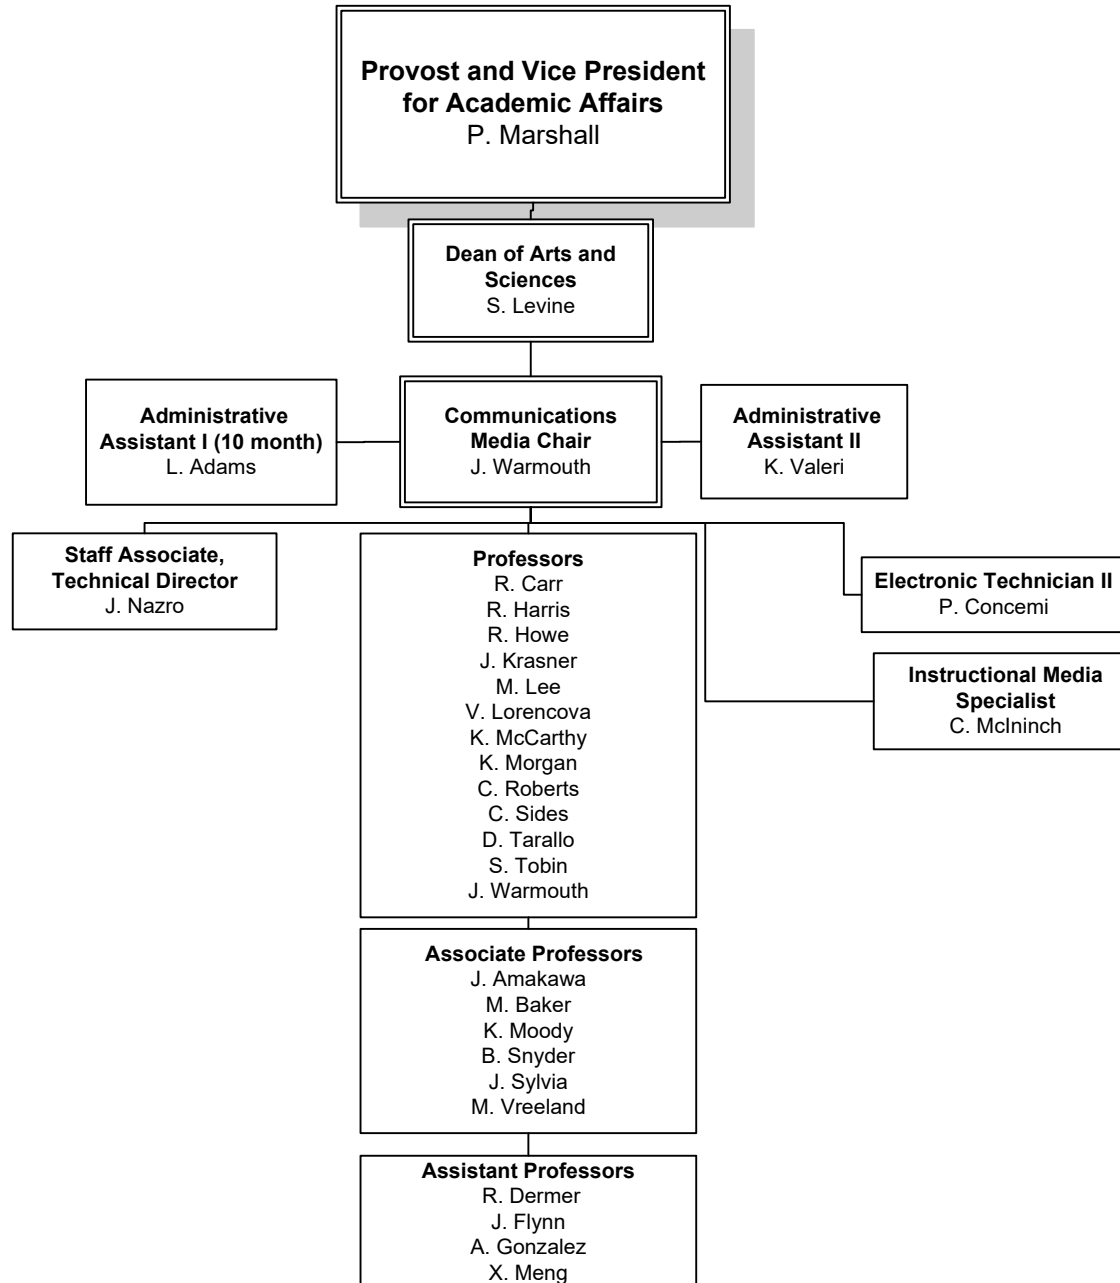 Provost and Vice President
for Academic Affairs
P. Marshall
Dean of Arts and
Sciences
S. Levine
Administrative
Assistant I (10 month)
L. Adams
Communications
Media Chair
J. Warmouth
Administrative
Assistant II
K. Valeri
Staff Associate,
Technical Director
J. Nazro
Professors
R. Carr
R. Harris
R. Howe
J. Krasner
M. Lee
V. Lorencova
K. McCarthy
K. Morgan
C. Roberts
C. Sides
D. Tarallo
S. Tobin
J. Warmouth
Electronic Technician II
P. Concemi
Instructional Media
Specialist
C. McIninch
Associate Professors
J. Amakawa
M. Baker
K. Moody
B. Snyder
J. Sylvia
M. Vreeland
Assistant Professors
R. Dermer
J. Flynn
A. Gonzalez
X. Meng